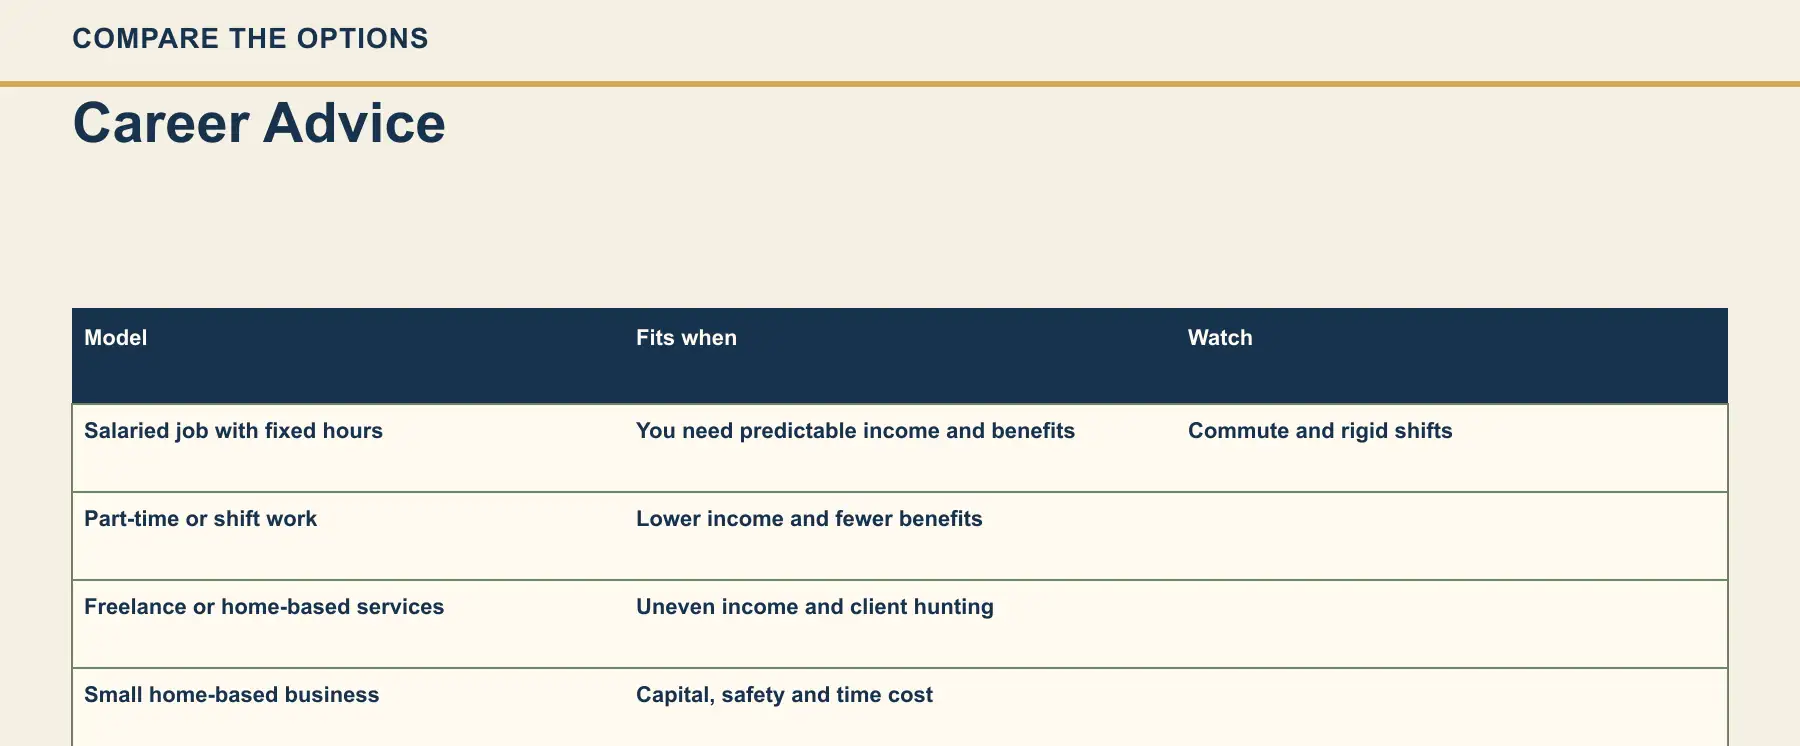 COMPARE THE OPTIONS
Career Advice
Model Fits when Watch
Salaried job with fixed hours You need predictable income and benefits Commute and rigid shifts
Part-time or shift work Lower income and fewer benefits
Freelance or home-based services Uneven income and client hunting
Small home-based business Capital, safety and time cost